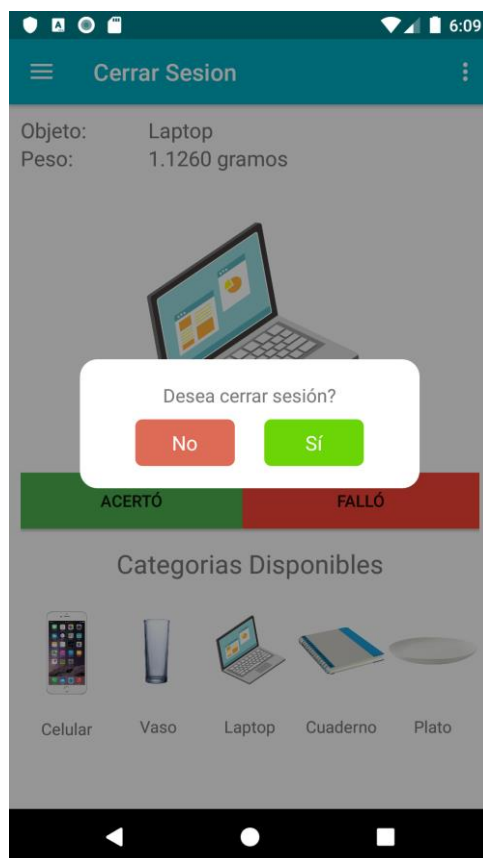 6:09
Cerrar Sesion
Objeto: Laptop
Peso: 1.1260 gramos
Desea cerrar sesión?
No Sí
ACERTÓ FALLÓ
Categorias Disponibles
Celular Vaso Laptop Cuaderno Plato